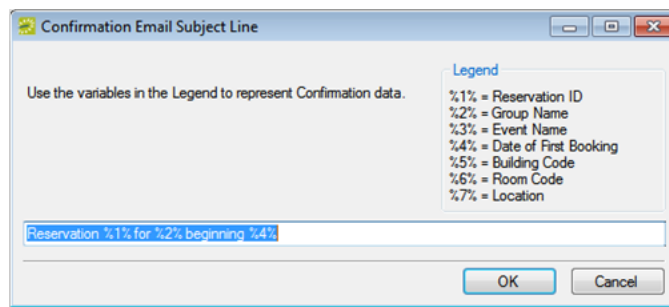 Confirmation Email Subject Line
Use the variables in the Legend to represent Confirmation data.
Legend
%1% = Reservation ID
%2% = Group Name
%3% = Event Name
%4% = Date of First Booking
%5% = Building Code
%6% = Room Code
%7% = Location
Reservation %1% for %2% beginning %4%
OK Cancel